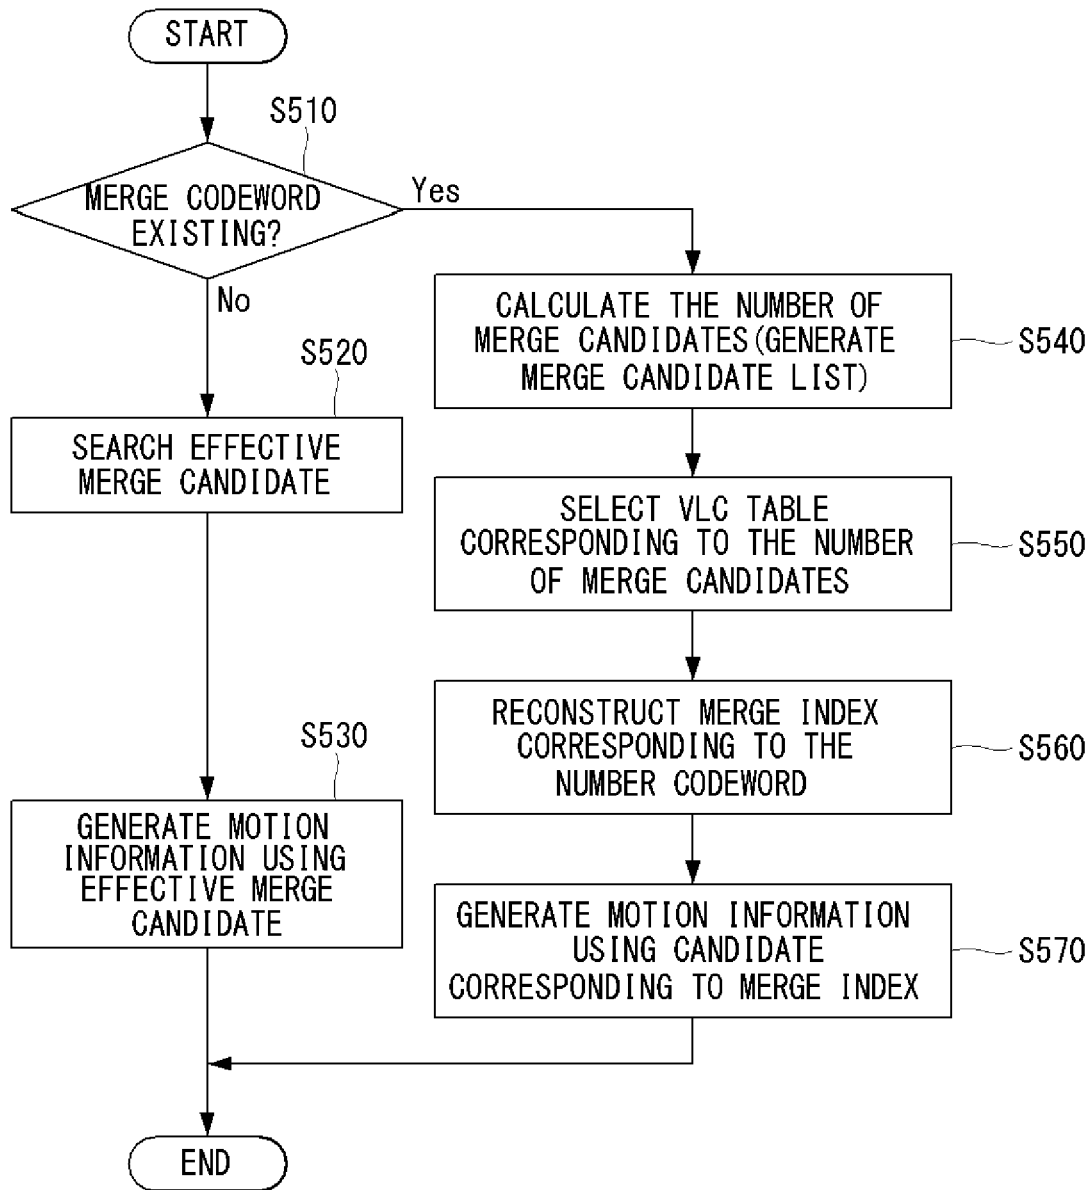 START
S510
MERGE CODEWORD
EXISTING?
Yes
No
CALCULATE THE NUMBER OF
MERGE CANDIDATES(GENERATE
MERGE CANDIDATE LIST)
S540
S520
SEARCH EFFECTIVE
MERGE CANDIDATE
SELECT VLC TABLE
CORRESPONDING TO THE NUMBER
OF MERGE CANDIDATES
S550
RECONSTRUCT MERGE INDEX
CORRESPONDING TO THE
NUMBER CODEWORD
S560
S530
GENERATE MOTION
INFORMATION USING
EFFECTIVE MERGE
CANDIDATE
GENERATE MOTION INFORMATION
USING CANDIDATE
CORRESPONDING TO MERGE INDEX
S570
END